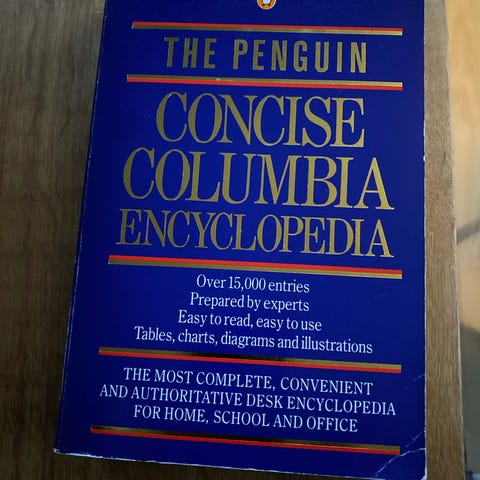 THE PENGUIN
CONCISE
COLUMBIA
ENCYCLOPEDIA
Over 15,000 entries
Prepared by experts
Easy to read, easy to use
Tables, charts, diagrams and illustrations
THE MOST COMPLETE, CONVENIENT
AND AUTHORITATIVE DESK ENCYCLOPEDIA
FOR HOME, SCHOOL AND OFFICE